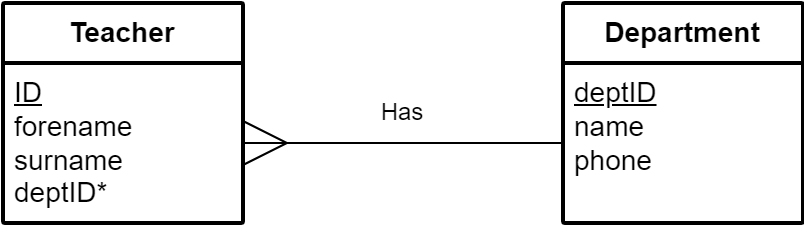 Teacher
ID
forename
surname
deptID*
Has
Department
deptID
name
phone